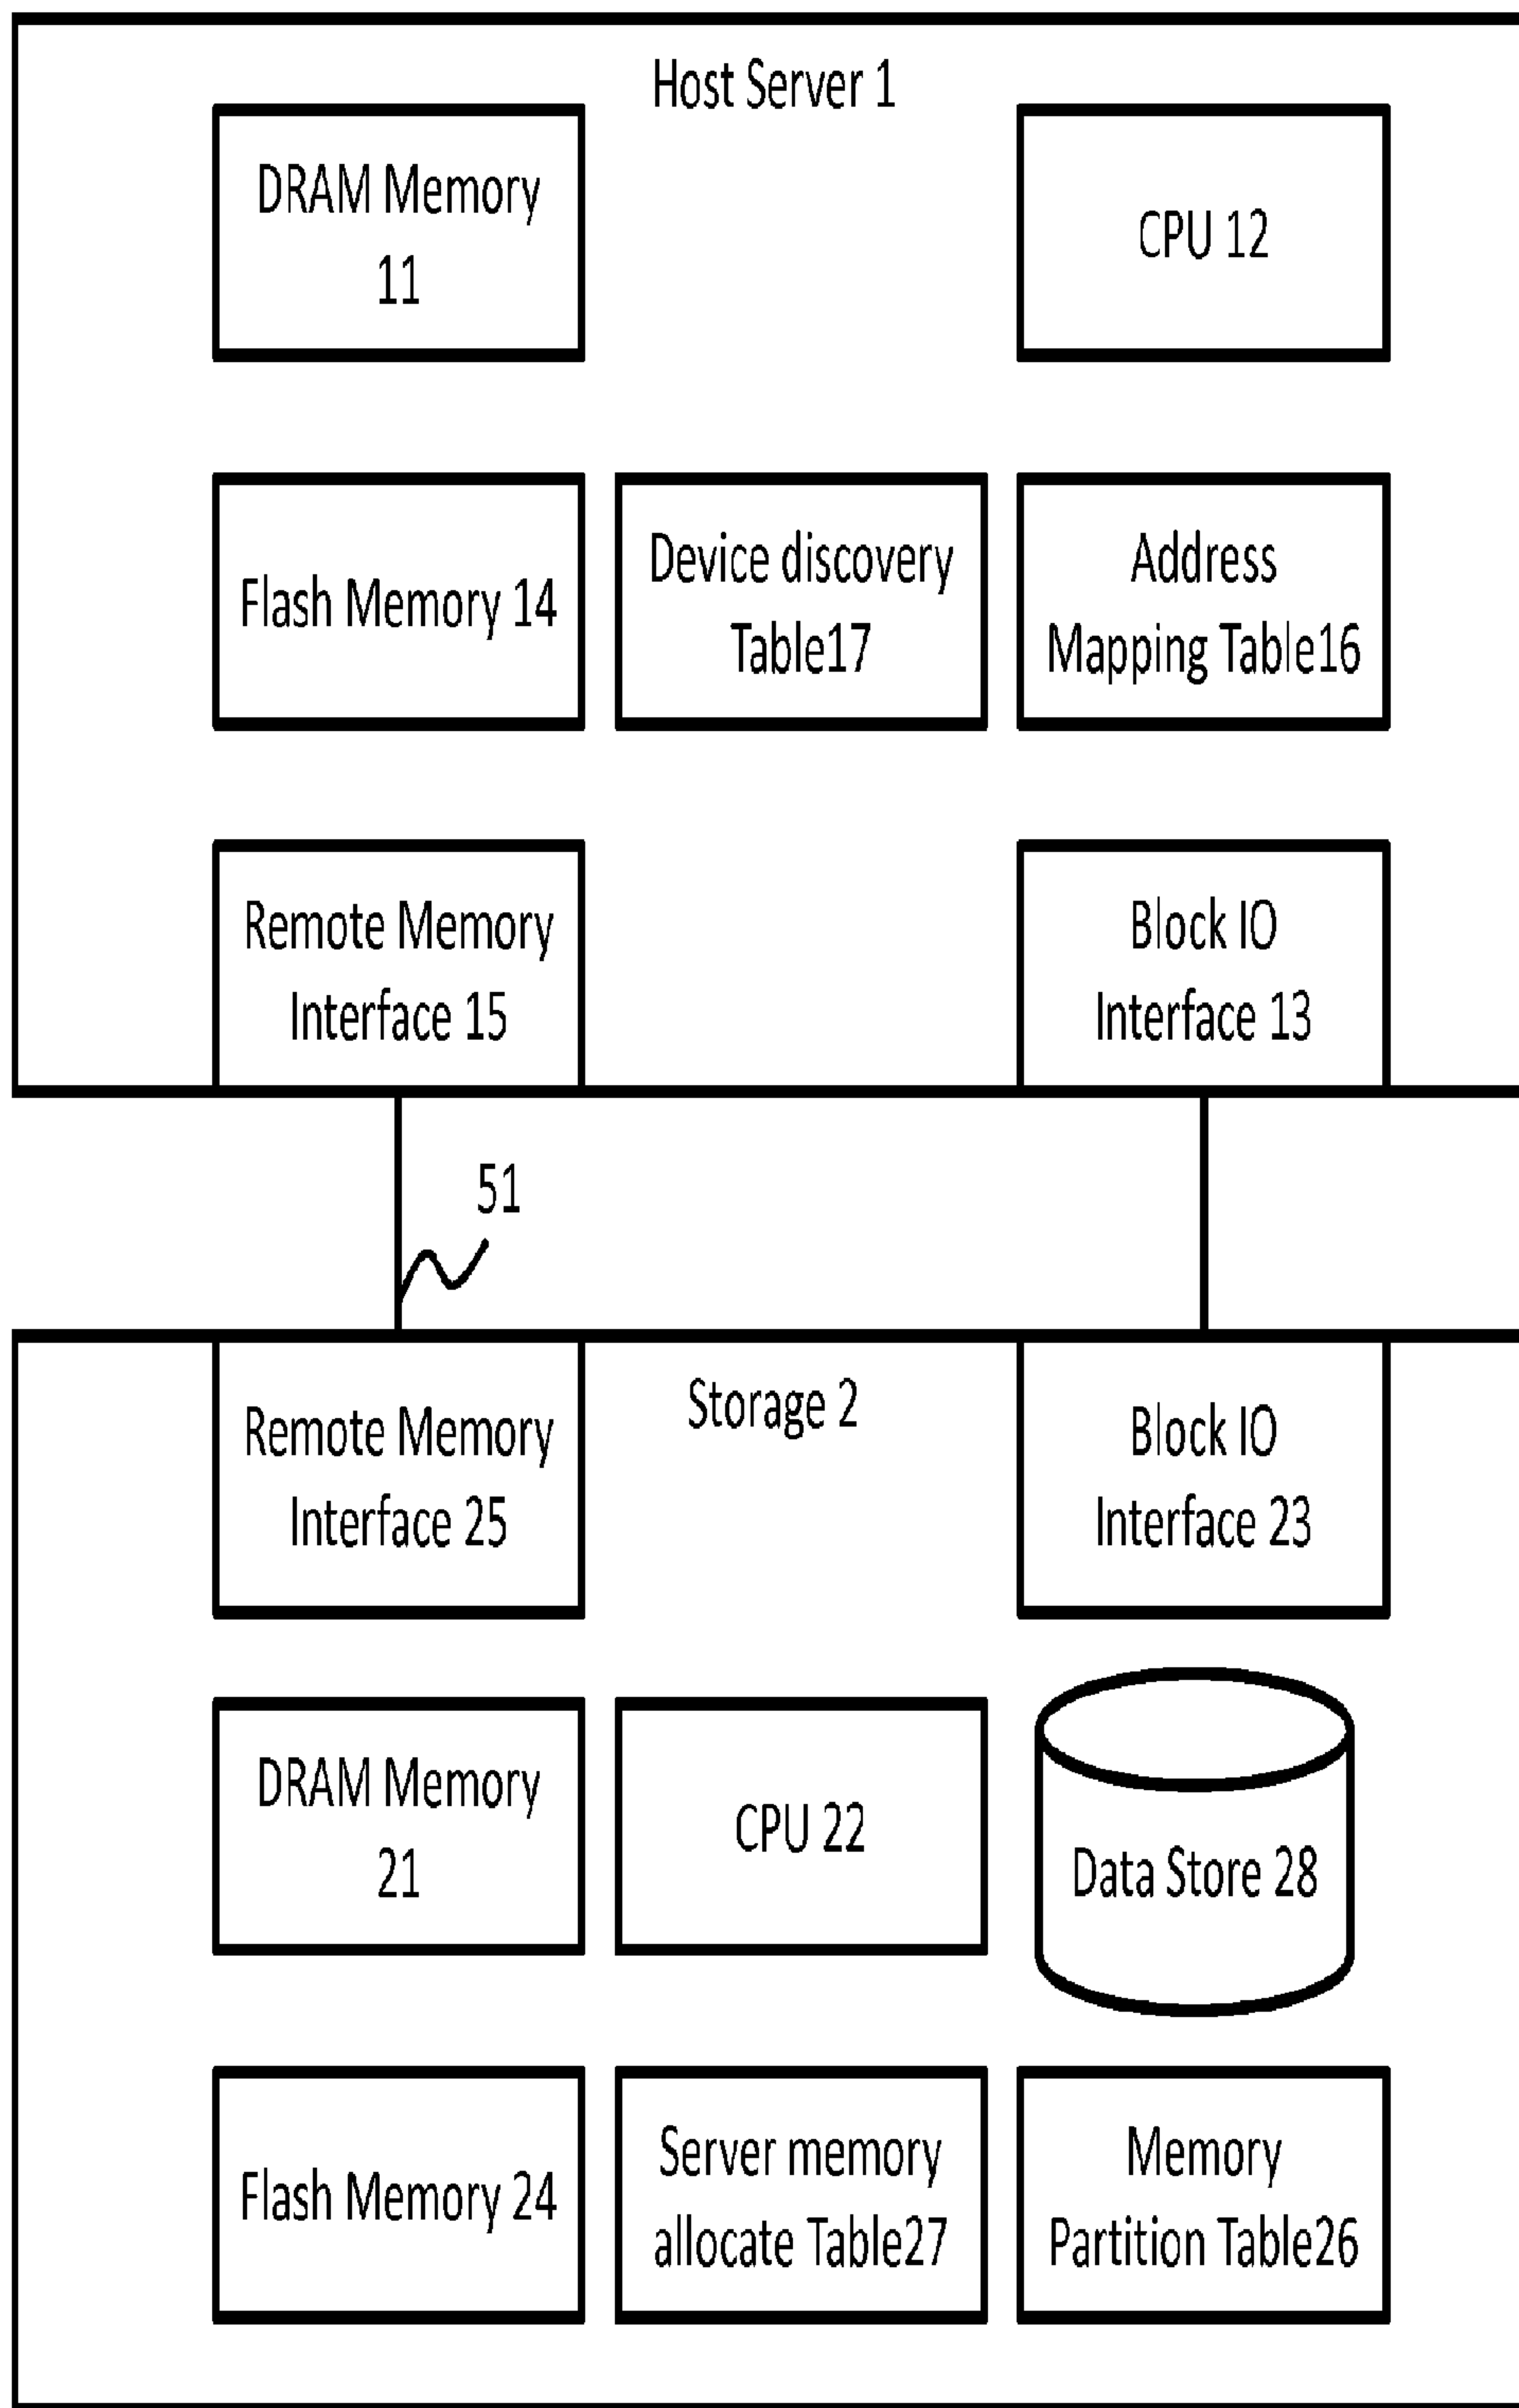 Host Server 1
DRAM Memory
11
CPU 12
Flash Memory 14
Device discovery
Table17
Address
Mapping Table16
Remote Memory
Interface 15
Block IO
Interface 13
51
Storage 2
Remote Memory
Interface 25
Block IO
Interface 23
DRAM Memory
21
CPU 22
Data Store 28
Flash Memory 24
Server memory
allocate Table27
Memory
Partition Table26